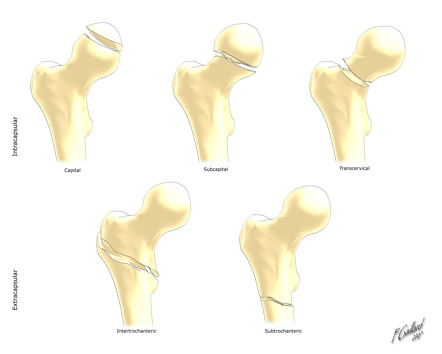 Intracapsular
Capital
Subcapital
Transcervical
Extracapsular
Intertrochanteric
Subtrochanteric